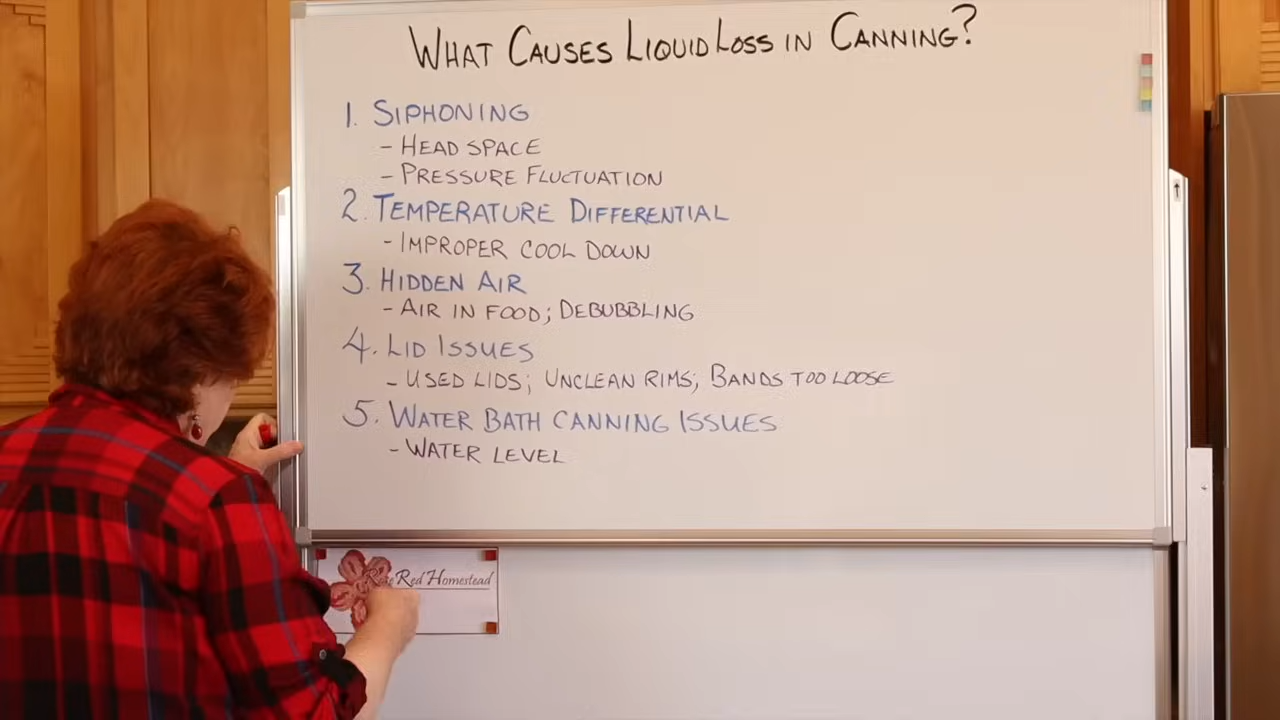 WHAT CAUSES LIQUID LOSS IN CANNING?
1. SIPHONING
- HEAD SPACE
- PRESSURE FLUCTUATION
2. TEMPERATURE DIFFERENTIAL
- IMPROPER COOL DOWN
3. HIDDEN AIR
- AIR IN FOOD; DEBUBBLING
4. LID ISSUES
- USED LIDS; UNCLEAN RIMS; BANDS TOO LOOSE
5. WATER BATH CANNING ISSUES
- WATER LEVEL
Rose Red Homestead